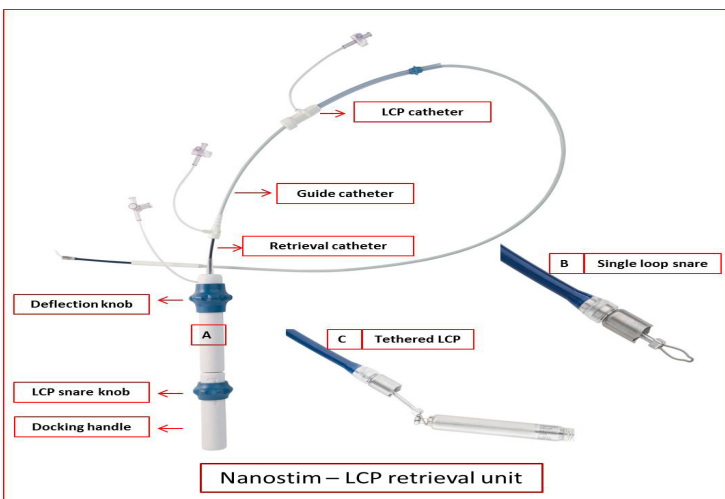 LCP catheter
Guide catheter
Retrieval catheter
B Single loop snare
Deflection knob
A
C Tethered LCP
LCP snare knob
Docking handle
Nanostim – LCP retrieval unit